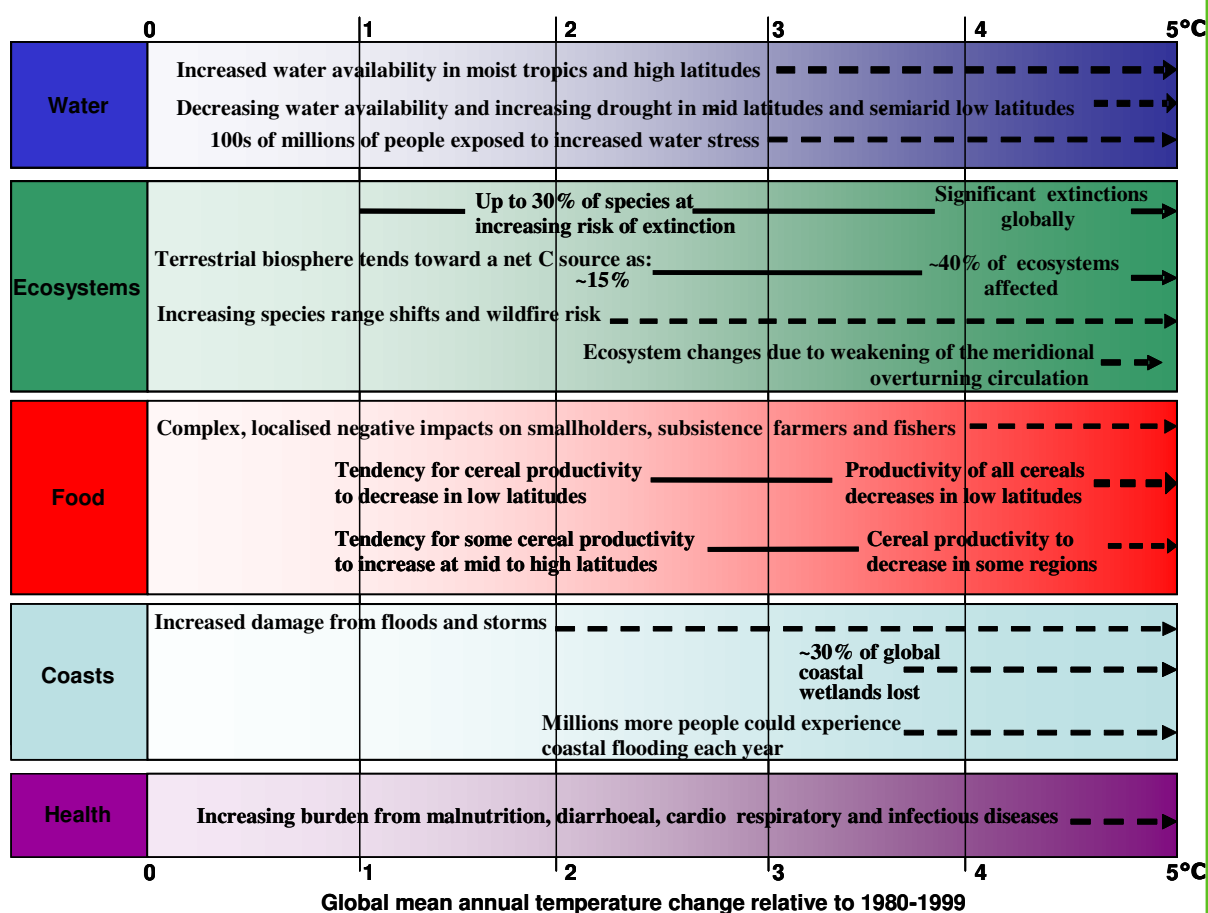 0 1 2 3 4 5°C
Water
Increased water availability in moist tropics and high latitudes
Decreasing water availability and increasing drought in mid latitudes and semiarid low latitudes
100s of millions of people exposed to increased water stress
Ecosystems
Up to 30% of species at
increasing risk of extinction
Significant extinctions
globally
Terrestrial biosphere tends toward a net C source as:
~15%
~40% of ecosystems
affected
Increasing species range shifts and wildfire risk
Ecosystem changes due to weakening of the meridional
overturning circulation
Food
Complex, localised negative impacts on smallholders, subsistence farmers and fishers
Tendency for cereal productivity
to decrease in low latitudes
Productivity of all cereals
decreases in low latitudes
Tendency for some cereal productivity
to increase at mid to high latitudes
Cereal productivity to
decrease in some regions
Coasts
Increased damage from floods and storms
~30% of global
coastal
wetlands lost
Millions more people could experience
coastal flooding each year
Health
Increasing burden from malnutrition, diarrhoeal, cardio respiratory and infectious diseases
0 1 2 3 4 5°C
Global mean annual temperature change relative to 1980-1999